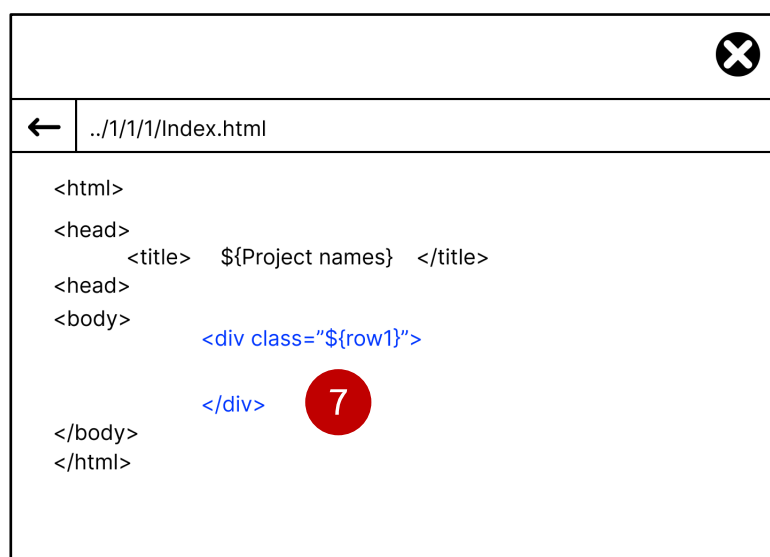 ../1/1/1/Index.html
<html>
<head>
<title> ${Project names} </title>
<head>
<body>
<div class=”${row1}”>
</div> 7
</body>
</html>